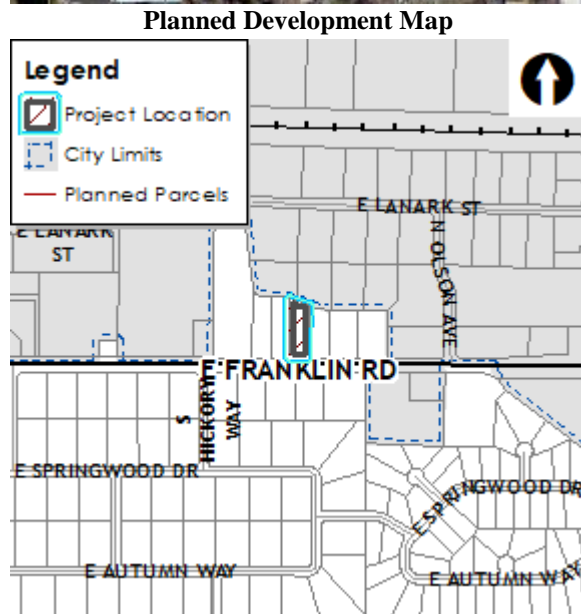 Planned Development Map
Legend
Project Location
City Limits
Planned Parcels
E LANARK ST
E LANARK
ST
N OLSON AVE
E FRANKLIN RD
S
HICKORY
WAY
E SPRINGWOOD DR
E SPRINGWOOD DR
E AUTUMN WAY
E AUTUMN WAY